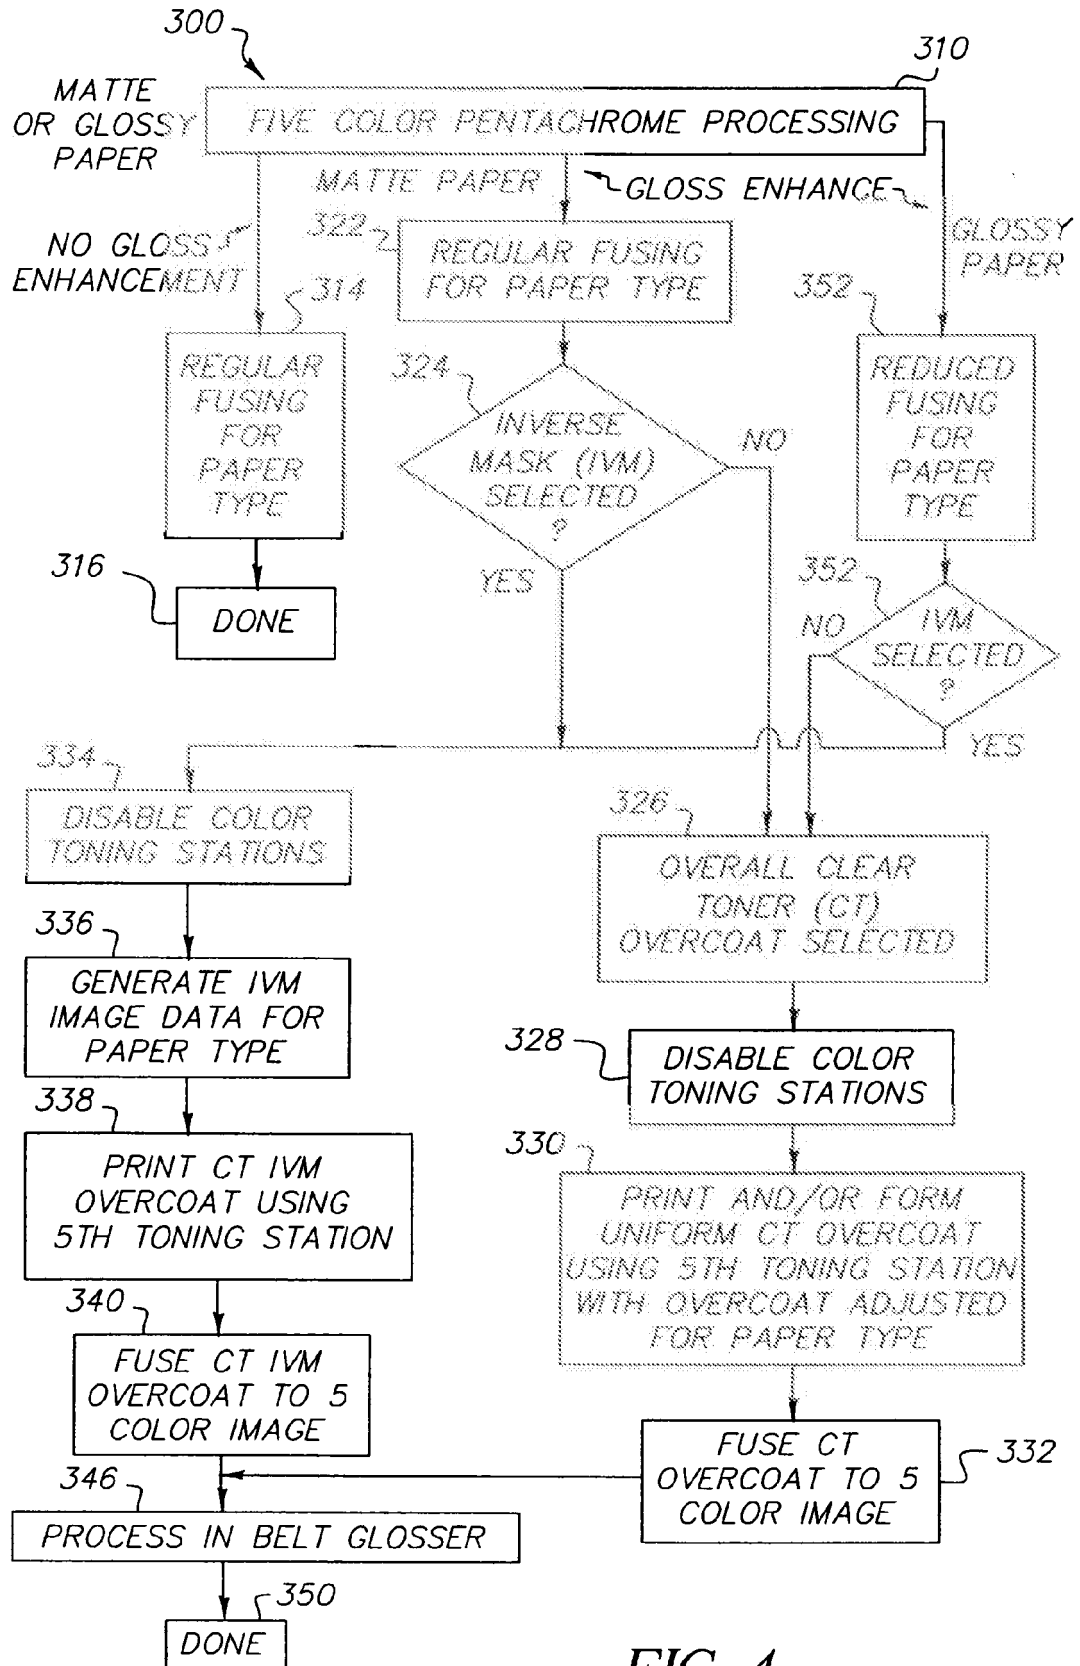 300
310
MATTE
OR GLOSSY
PAPER
FIVE COLOR PENTACHROME PROCESSING
MATTE PAPER
GLOSS ENHANCE
NO GLOSS
ENHANCEMENT
GLOSSY
PAPER
322
REGULAR FUSING
FOR PAPER TYPE
314
REGULAR
FUSING
FOR
PAPER
TYPE
352
REDUCED
FUSING
FOR
PAPER
TYPE
324
INVERSE
MASK (IVM)
SELECTED
?
NO
YES
316
DONE
352
IVM
SELECTED
?
NO
YES
334
DISABLE COLOR
TONING STATIONS
326
OVERALL CLEAR
TONER (CT)
OVERCOAT SELECTED
336
GENERATE IVM
IMAGE DATA FOR
PAPER TYPE
328
DISABLE COLOR
TONING STATIONS
338
PRINT CT IVM
OVERCOAT USING
5TH TONING STATION
330
PRINT AND/OR FORM
UNIFORM CT OVERCOAT
USING 5TH TONING STATION
WITH OVERCOAT ADJUSTED
FOR PAPER TYPE
340
FUSE CT IVM
OVERCOAT TO 5
COLOR IMAGE
332
FUSE CT
OVERCOAT TO 5
COLOR IMAGE
346
PROCESS IN BELT GLOSSER
350
DONE
FIG. 4